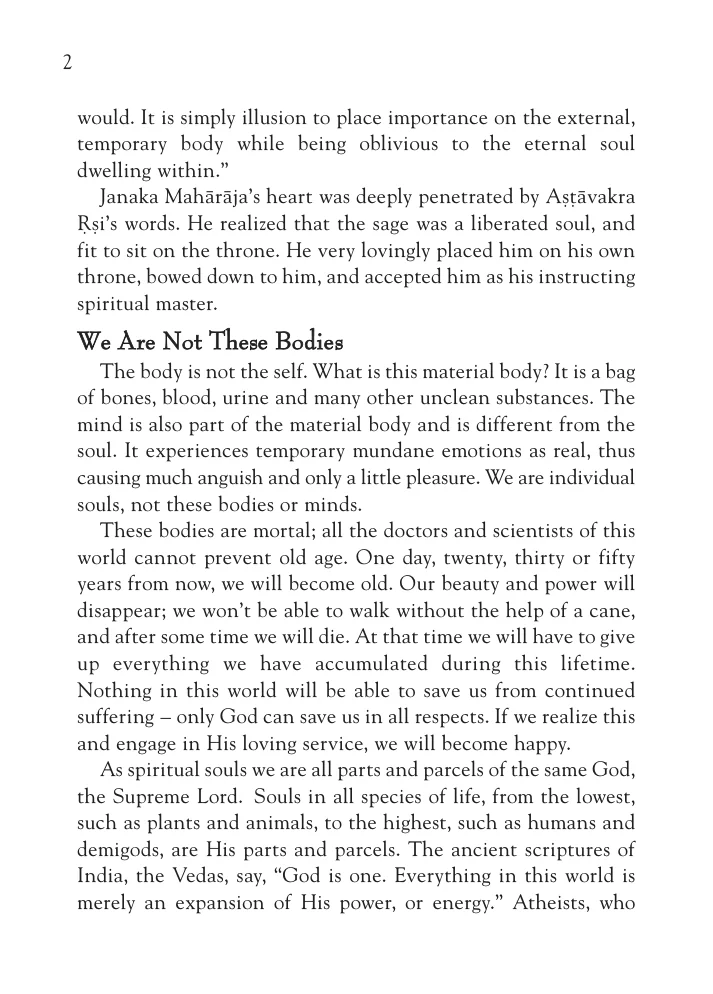 2
would. It is simply illusion to place importance on the external,
temporary body while being oblivious to the eternal soul
dwelling within.”
Janaka Mahārāja’s heart was deeply penetrated by Aṣṭāvakra
Ṛṣi’s words. He realized that the sage was a liberated soul, and
fit to sit on the throne. He very lovingly placed him on his own
throne, bowed down to him, and accepted him as his instructing
spiritual master.
We Are Not These Bodies
The body is not the self. What is this material body? It is a bag
of bones, blood, urine and many other unclean substances. The
mind is also part of the material body and is different from the
soul. It experiences temporary mundane emotions as real, thus
causing much anguish and only a little pleasure. We are individual
souls, not these bodies or minds.
These bodies are mortal; all the doctors and scientists of this
world cannot prevent old age. One day, twenty, thirty or fifty
years from now, we will become old. Our beauty and power will
disappear; we won’t be able to walk without the help of a cane,
and after some time we will die. At that time we will have to give
up everything we have accumulated during this lifetime.
Nothing in this world will be able to save us from continued
suffering – only God can save us in all respects. If we realize this
and engage in His loving service, we will become happy.
As spiritual souls we are all parts and parcels of the same God,
the Supreme Lord. Souls in all species of life, from the lowest,
such as plants and animals, to the highest, such as humans and
demigods, are His parts and parcels. The ancient scriptures of
India, the Vedas, say, “God is one. Everything in this world is
merely an expansion of His power, or energy.” Atheists, who